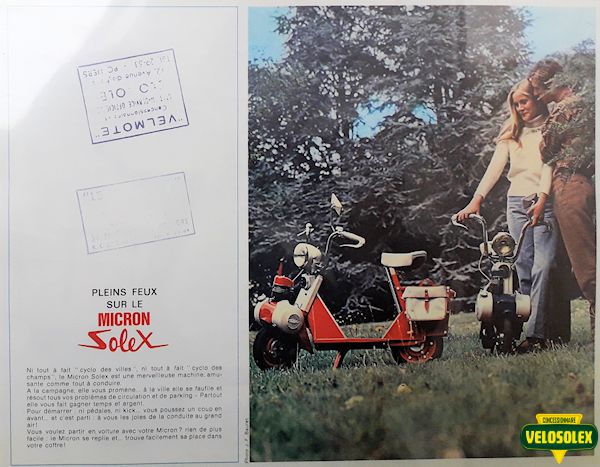 "VELMOTE"
PLEINS FEUX
SUR LE
MICRON
Solex
Ni tout à fait "cyclo des villes", ni tout à fait "cyclo des
champs", le Micron Solex est une merveilleuse machine, amu-
sante comme tout à conduire.
A la campagne, elle vous promène... à la ville elle se faufile et
résout tous vos problèmes de circulation et de parking - Partout
elle vous fait gagner temps et argent.
Pour démarrer : ni pédales, ni kick... vous poussez un coup en
avant... et c'est parti : à vous les joies de la conduite au grand
air!
Vous voulez partir en voiture avec votre Micron? rien de plus
facile : le Micron se replie et... trouve facilement sa place dans
votre coffre!
CONCESSIONNAIRE
VELOSOLEX